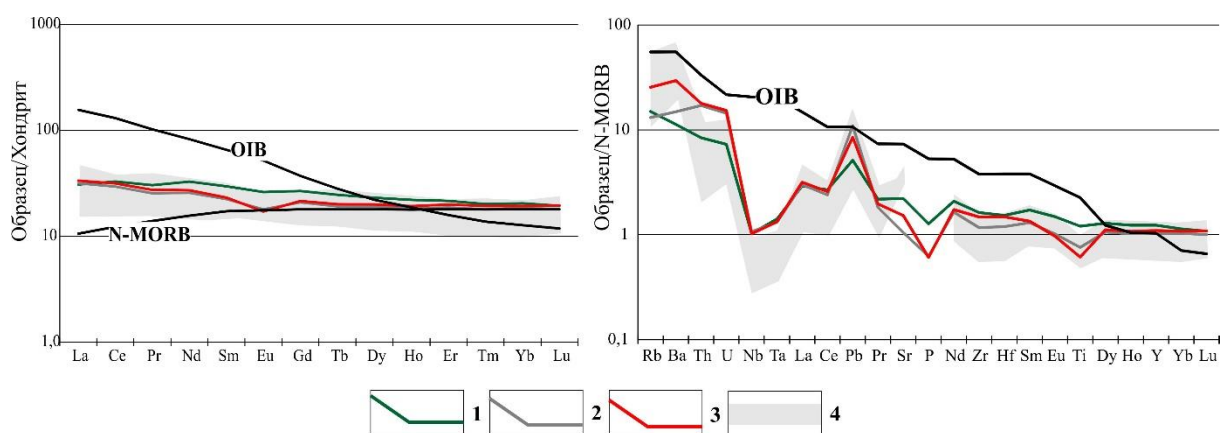 Образец/Хондрит
1000
100
10
1,0
OIB
N-MORB
La Ce Pr Nd Sm Eu Gd Tb Dy Ho Er Tm Yb Lu
Образец/N-MORB
100
10
1
0,1
OIB
Rb Ba Th U Nb Ta La Ce Pb Pr Sr P Nd Zr Hf Sm Eu Ti Dy Ho Y Yb Lu
1 2 3 4